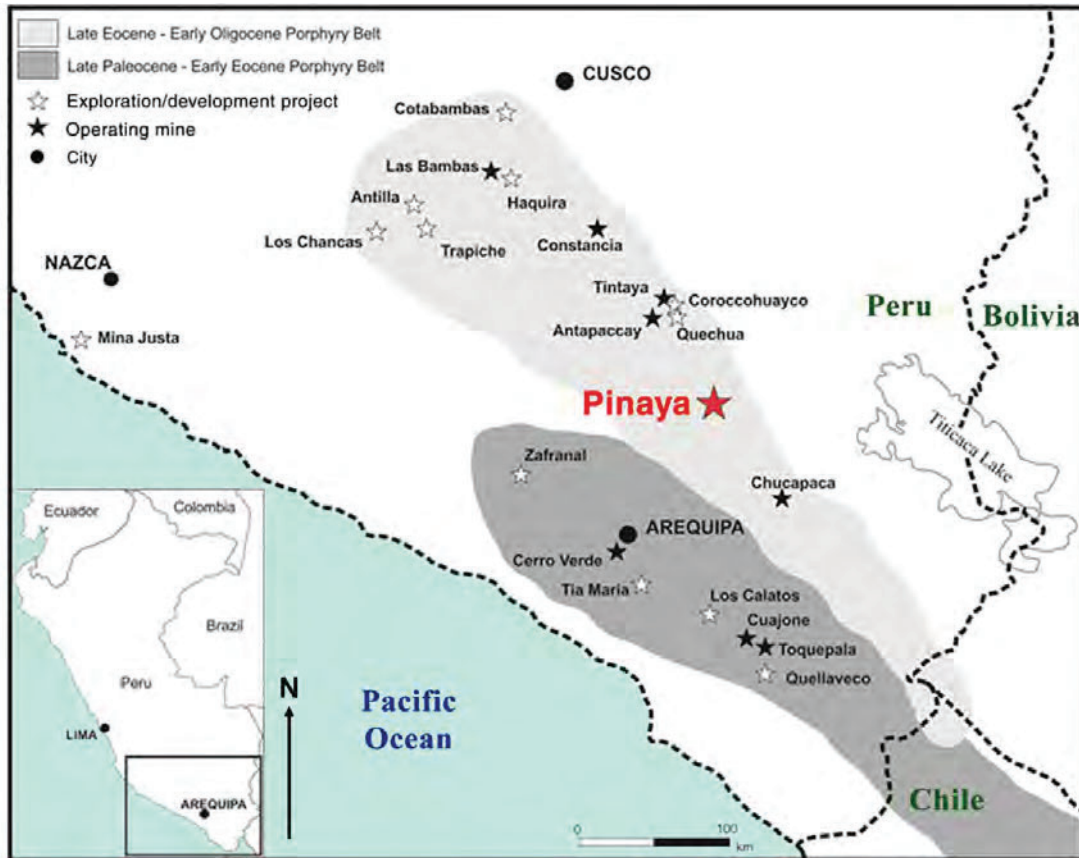 Late Eocene - Early Oligocene Porphyry Belt
Late Paleocene - Early Eocene Porphyry Belt
Exploration/development project
Operating mine
City
CUSCO
Cotabambas
Las Bambas
Haquira
Antilla
Los Chancas
Trapiche
Constancia
NAZCA
Mina Justa
Tintaya
Coroccohuayco
Antapaccay
Quechua
Peru
Bolivia
Pinaya
Titicaca Lake
Zafranal
Chucapaca
AREQUIPA
Cerro Verde
Tia Maria
Los Calatos
Cuajone
Toquepala
Quellaveco
Pacific
Ocean
Chile
N
0
100
km
Ecuador
Colombia
Brazil
Peru
LIMA
AREQUIPA